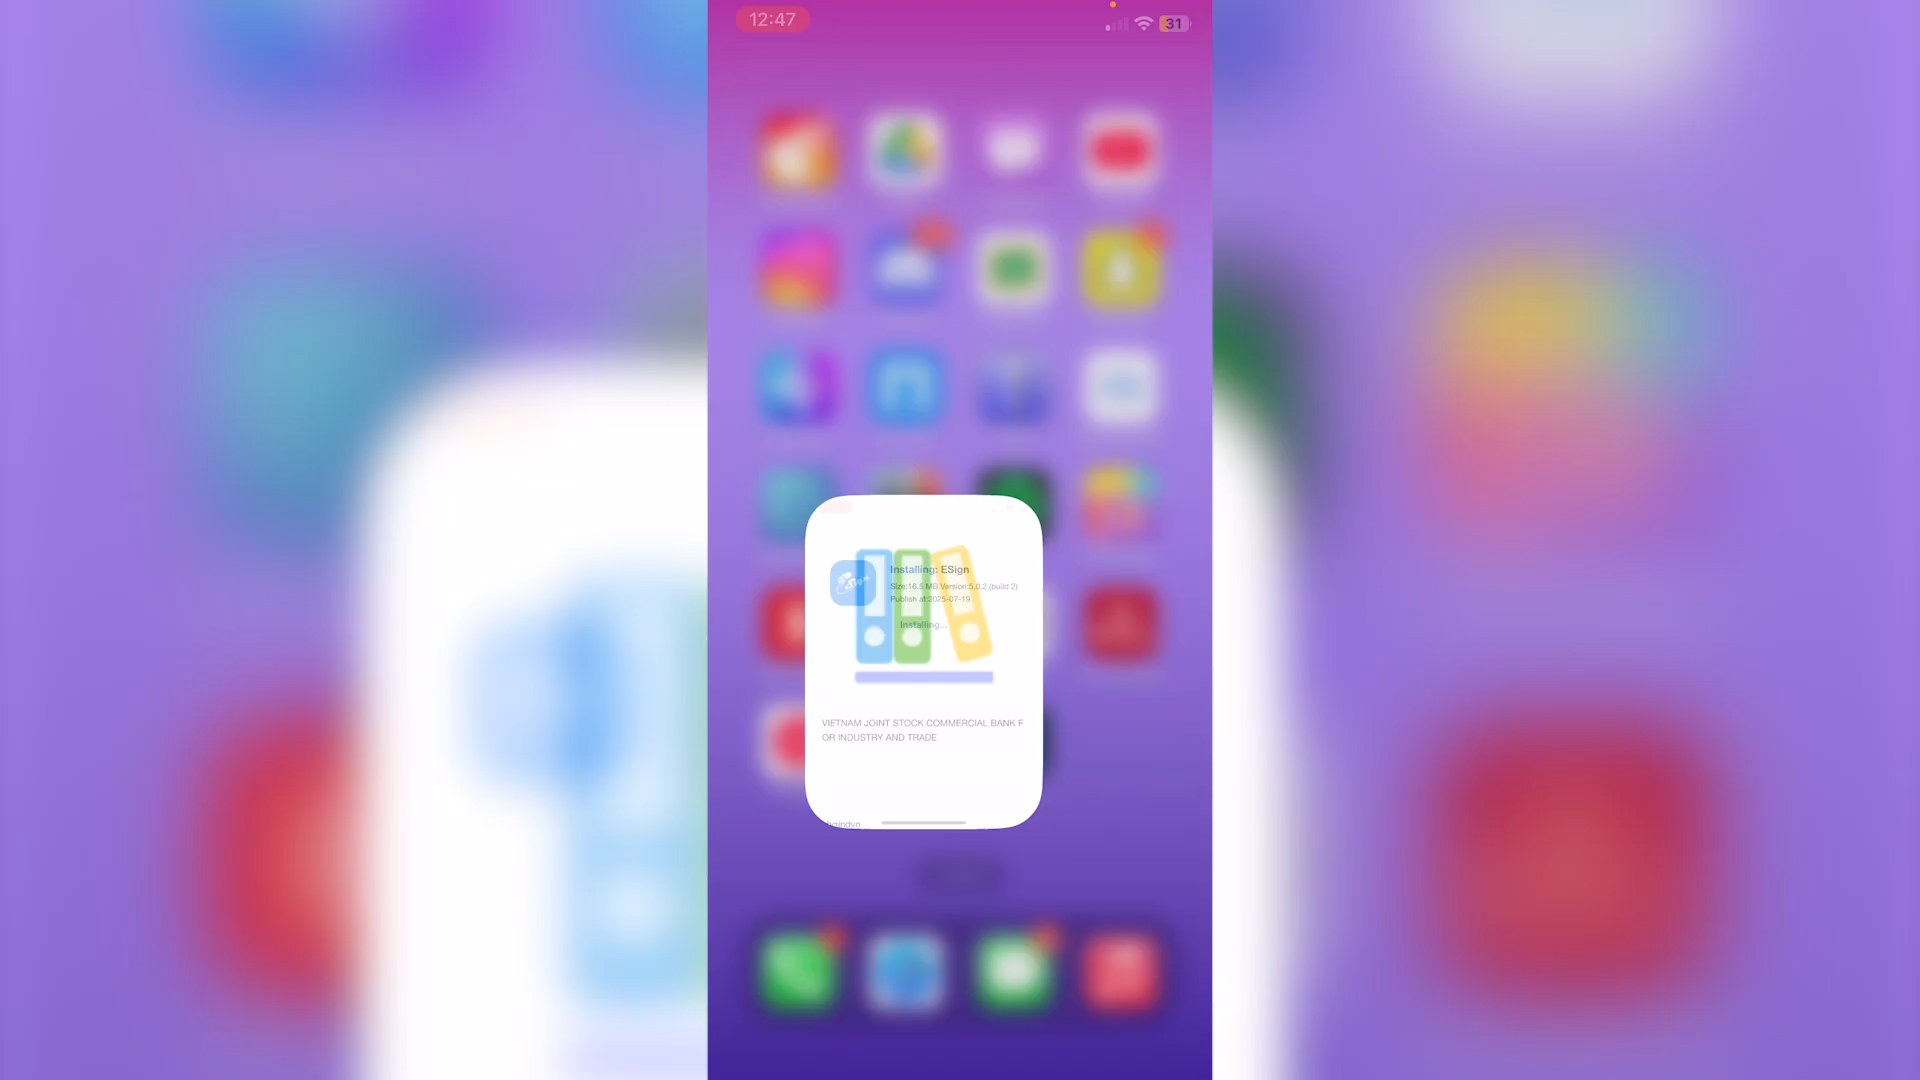 12:47
31
Installing: ESign
Size:16.5 MB Version:5.0.2 (build 2)
Publish at:2025-07-19
Installing...
VIETNAM JOINT STOCK COMMERCIAL BANK F
OR INDUSTRY AND TRADE